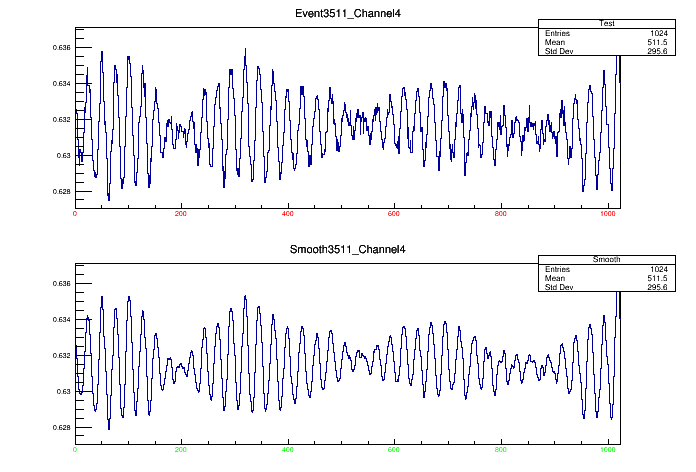 Event3511_Channel4
Test
Entries 1024
Mean 511.5
Std Dev 295.6
0.636
0.634
0.632
0.63
0.628
0 200 400 600 800 1000
Smooth3511_Channel4
Smooth
Entries 1024
Mean 511.5
Std Dev 295.6
0.636
0.634
0.632
0.63
0.628
0 200 400 600 800 1000